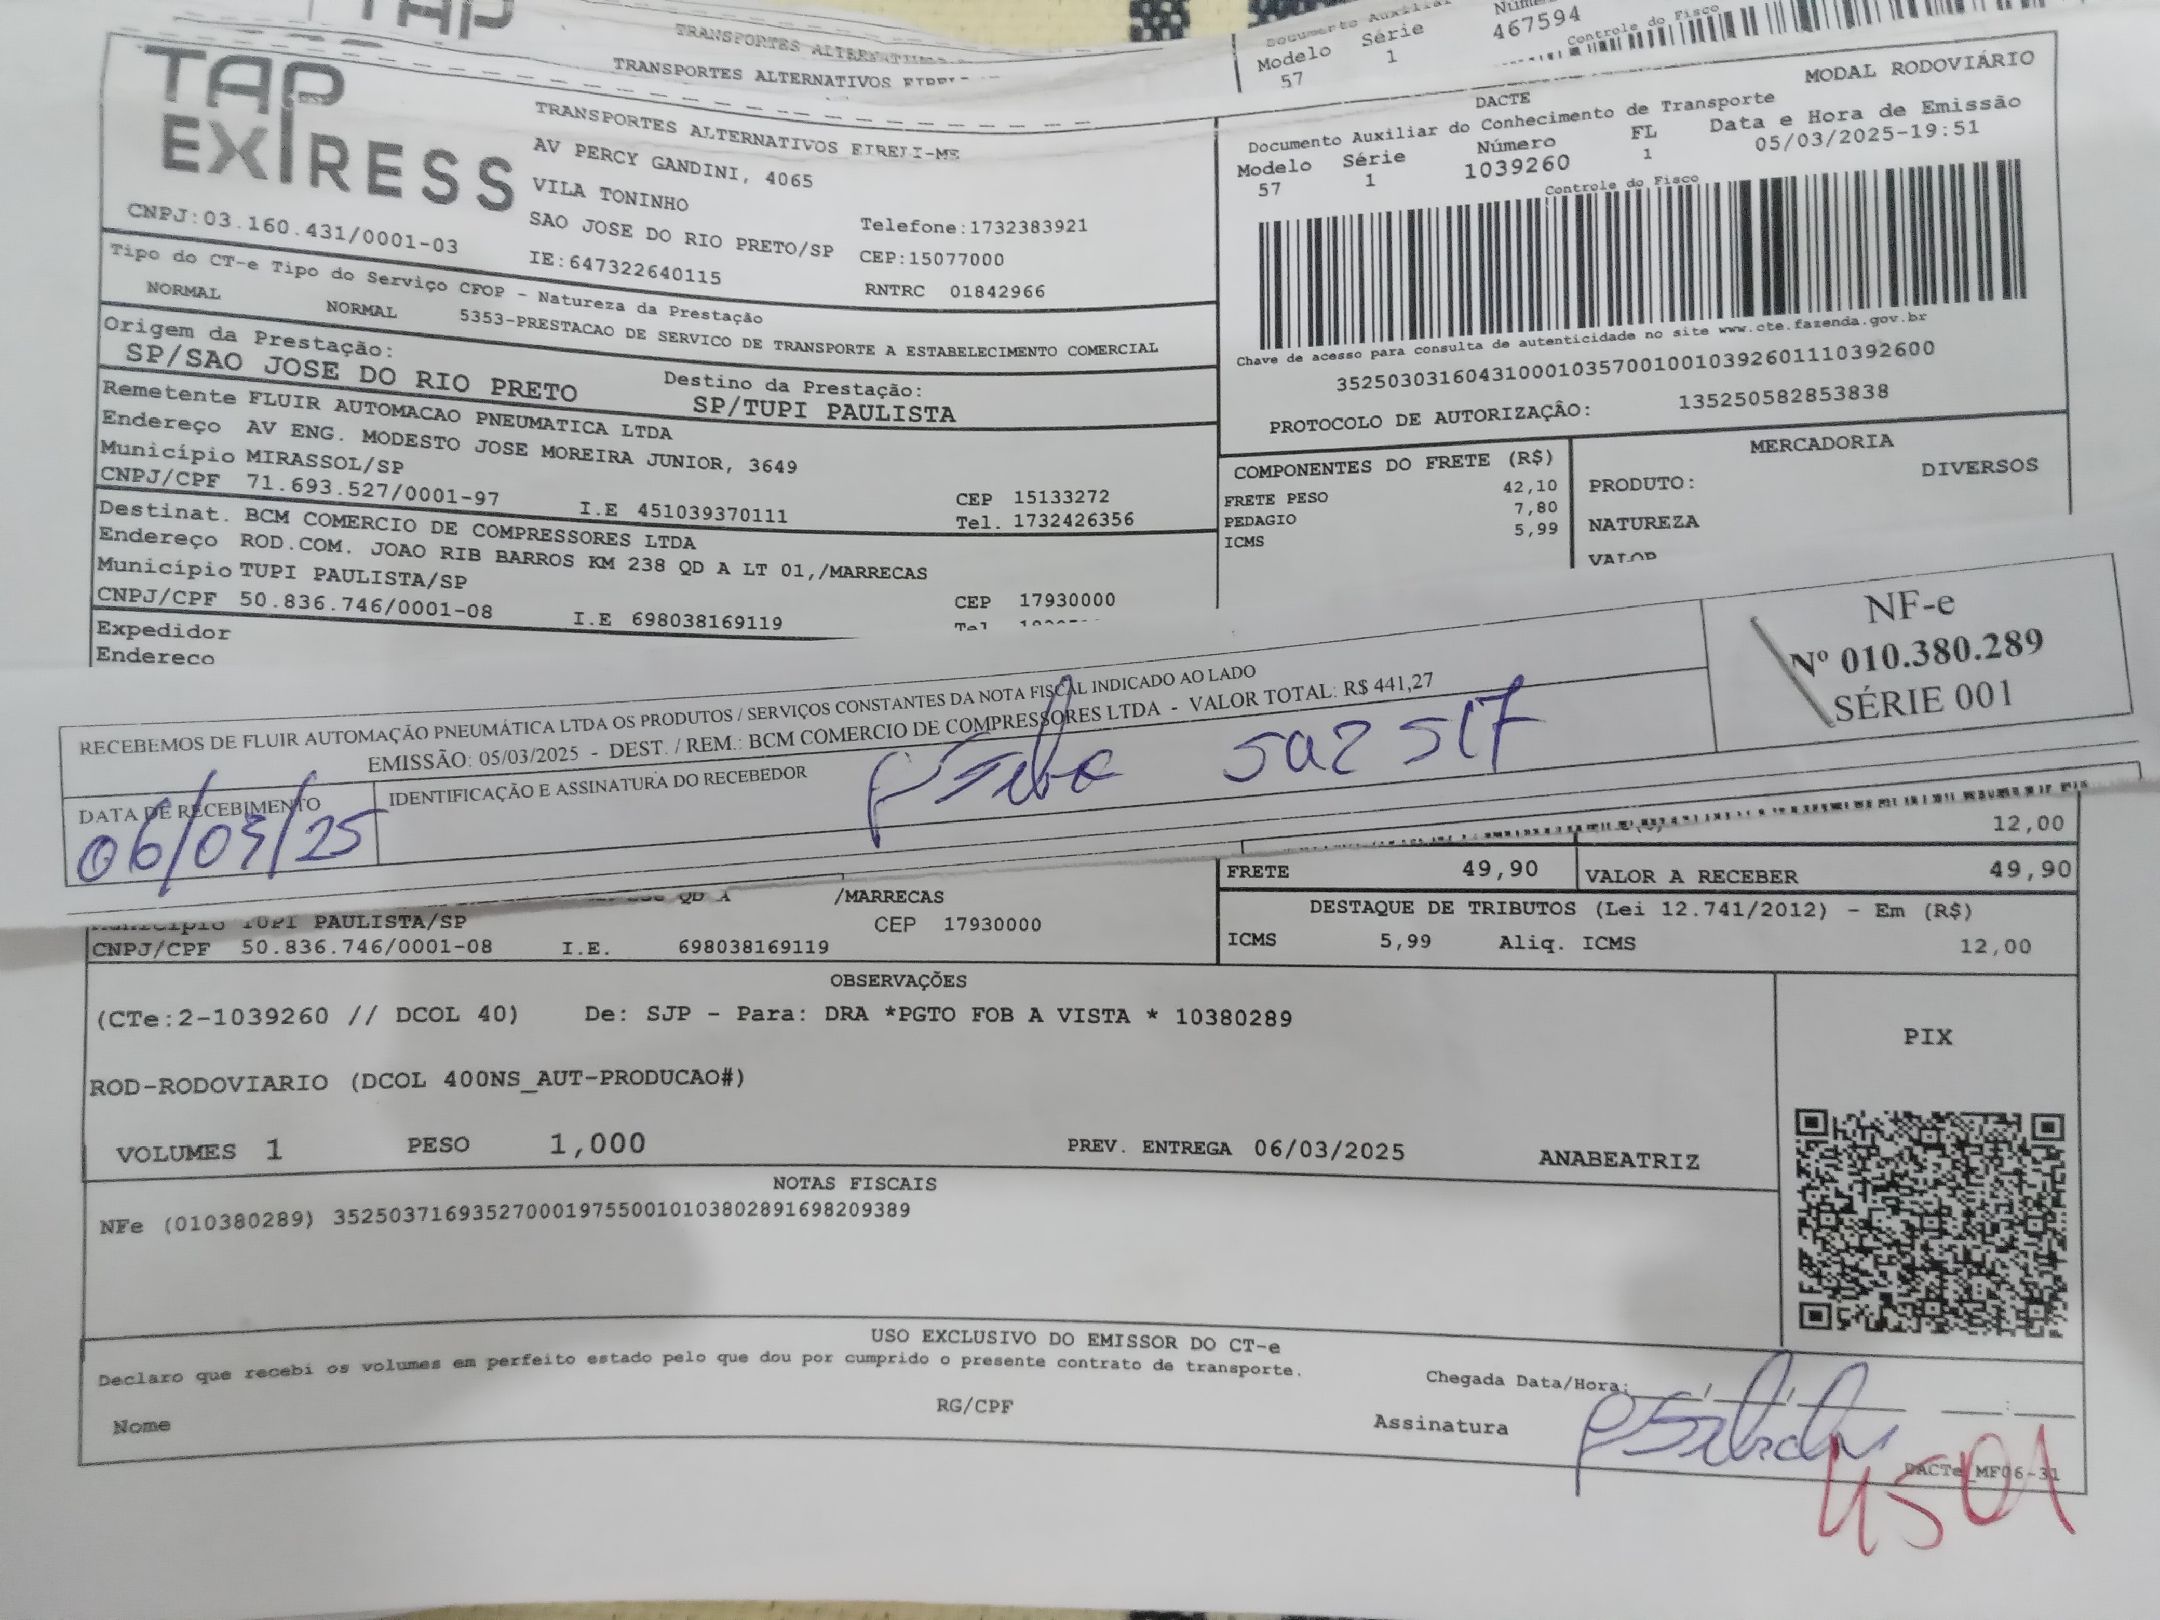 TRANSPORTES
TRANSPORTES ALTERNATIVOS
Modelo Série
57 1 467594
Controle do Fisco
TAP
EXPRESS
CNPJ:03.160.431/0001-03
TRANSPORTES ALTERNATIVOS EIRELI-ME
AV PERCY GANDINI, 4065
VILA TONINHO
SAO JOSE DO RIO PRETO/SP
IE:647322640115
Telefone:1732383921
CEP:15077000
RNTRC 01842966
DACTE
MODAL RODOVIÁRIO
Documento Auxiliar do Conhecimento de Transporte
Modelo Série Número FL Data e Hora de Emissão
57 1 1039260 1 05/03/2025-19:51
Controle do Fisco
Chave de acesso para consulta de autenticidade no site www.cte.fazenda.gov.br
35250303160431000103570010010392601110392600
PROTOCOLO DE AUTORIZAÇÃO: 135250582853838
Tipo do CT-e Tipo do Serviço CFOP - Natureza da Prestação
NORMAL NORMAL 5353-PRESTACAO DE SERVICO DE TRANSPORTE A ESTABELECIMENTO COMERCIAL
Origem da Prestação: Destino da Prestação:
SP/SAO JOSE DO RIO PRETO SP/TUPI PAULISTA
Remetente FLUIR AUTOMACAO PNEUMATICA LTDA
Endereço AV ENG. MODESTO JOSE MOREIRA JUNIOR, 3649
Município MIRASSOL/SP CEP 15133272
CNPJ/CPF 71.693.527/0001-97 I.E 451039370111 Tel. 1732426356
Destinat. BCM COMERCIO DE COMPRESSORES LTDA
Endereço ROD.COM. JOAO RIB BARROS KM 238 QD A LT 01,/MARRECAS
Município TUPI PAULISTA/SP CEP 17930000
CNPJ/CPF 50.836.746/0001-08 I.E 698038169119 Tel
Expedidor
Endereco
COMPONENTES DO FRETE (R$)
FRETE PESO 42,10
PEDAGIO 7,80
ICMS 5,99
MERCADORIA
PRODUTO: DIVERSOS
NATUREZA
VALOR
RECEBEMOS DE FLUIR AUTOMAÇÃO PNEUMÁTICA LTDA OS PRODUTOS / SERVIÇOS CONSTANTES DA NOTA FISCAL INDICADO AO LADO
EMISSÃO: 05/03/2025 - DEST. / REM.: BCM COMERCIO DE COMPRESSORES LTDA - VALOR TOTAL: R$ 441,27
DATA DE RECEBIMENTO IDENTIFICAÇÃO E ASSINATURA DO RECEBEDOR
06/03/25
NF-e
Nº 010.380.289
SÉRIE 001
12,00
FRETE 49,90 VALOR A RECEBER 49,90
DESTAQUE DE TRIBUTOS (Lei 12.741/2012) - Em (R$)
ICMS 5,99 Aliq. ICMS 12,00
QD A /MARRECAS
Município TUPI PAULISTA/SP CEP 17930000
CNPJ/CPF 50.836.746/0001-08 I.E. 698038169119
OBSERVAÇÕES
(CTe:2-1039260 // DCOL 40) De: SJP - Para: DRA *PGTO FOB A VISTA * 10380289
ROD-RODOVIARIO (DCOL 400NS_AUT-PRODUCAO#)
VOLUMES 1 PESO 1,000 PREV. ENTREGA 06/03/2025 ANABEATRIZ
PIX
NOTAS FISCAIS
NFe (010380289) 35250371693527000197550010103802891698209389
USO EXCLUSIVO DO EMISSOR DO CT-e
Declaro que recebi os volumes em perfeito estado pelo que dou por cumprido o presente contrato de transporte.
Chegada Data/Hora:
Nome RG/CPF Assinatura
DACTe_MF06-31
4501